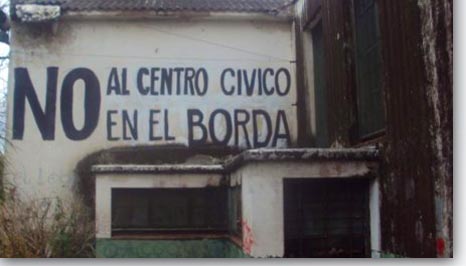 NO AL CENTRO CIVICO
EN EL BORDA